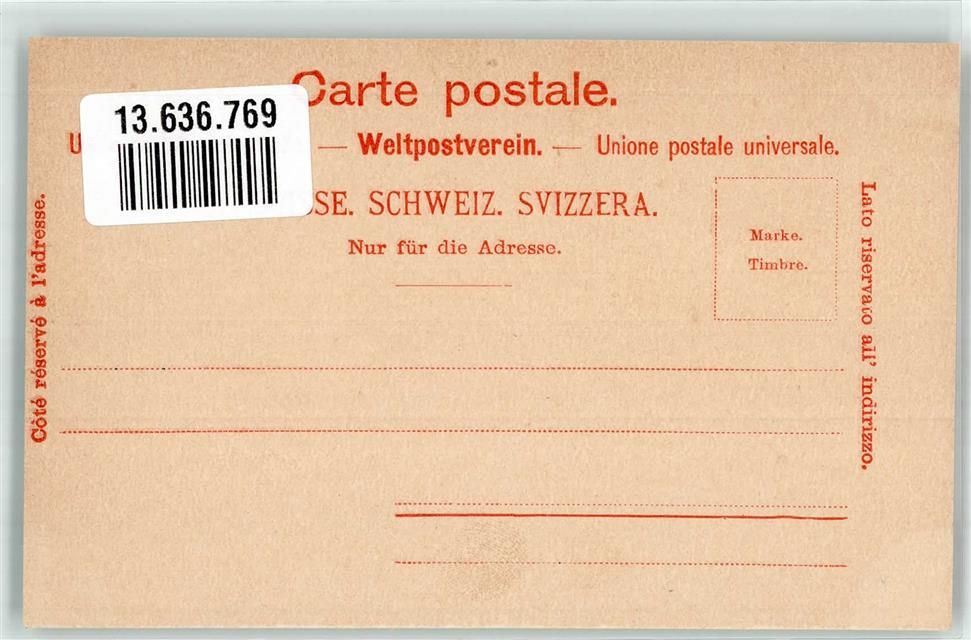 Carte postale.
13.636.769
— Weltpostverein. — Unione postale universale.
SE. SCHWEIZ. SVIZZERA.
Nur für die Adresse.
Marke.
Timbre.
Côté réservé à l'adresse.
Lato riservato all' indirizzo.